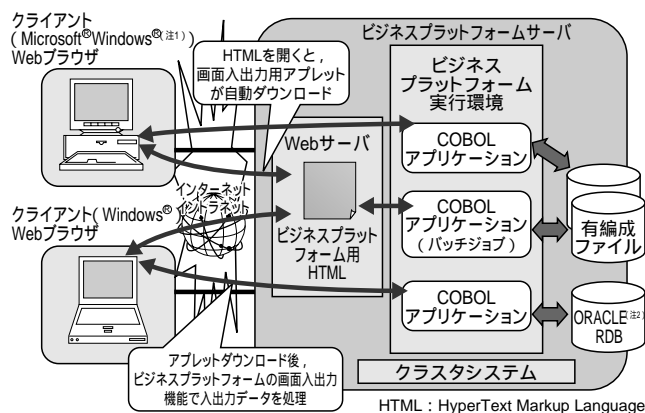 クライアント
(Microsoft®Windows®(注1))
Webブラウザ
HTMLを開くと，
画面入出力用アプレット
が自動ダウンロード
ビジネスプラットフォームサーバ
ビジネス
プラットフォーム
実行環境
Webサーバ
COBOL
アプリケーション
インターネット
イントラネット
クライアント(Windows®)
Webブラウザ
ビジネスプラット
フォーム用
HTML
COBOL
アプリケーション
(バッチジョブ)
有編成
ファイル
COBOL
アプリケーション
ORACLE(注2)
RDB
アプレットダウンロード後，
ビジネスプラットフォームの画面入出力
機能で入出力データを処理
クラスタシステム
HTML：HyperText Markup Language